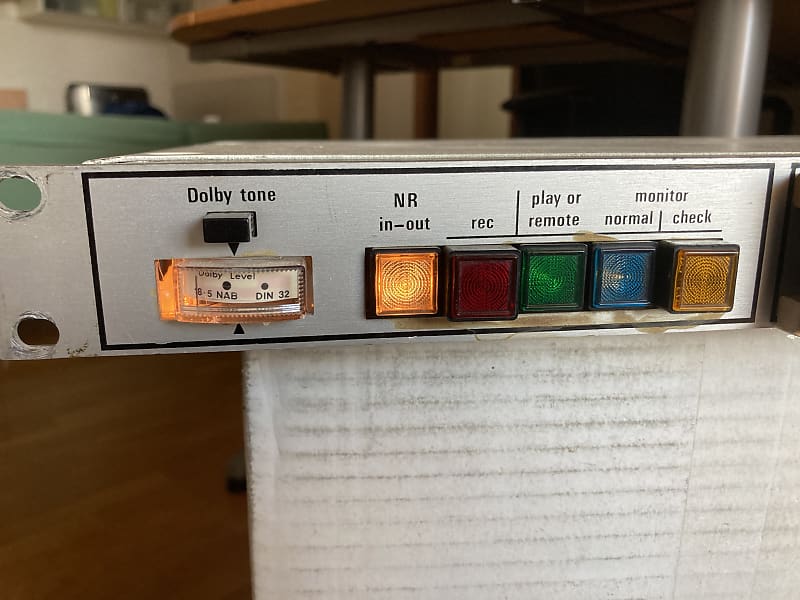 Dolby tone
NR
in-out
rec
play or
remote
monitor
normal
check
Dolby Level
18·5 NAB
DIN 32